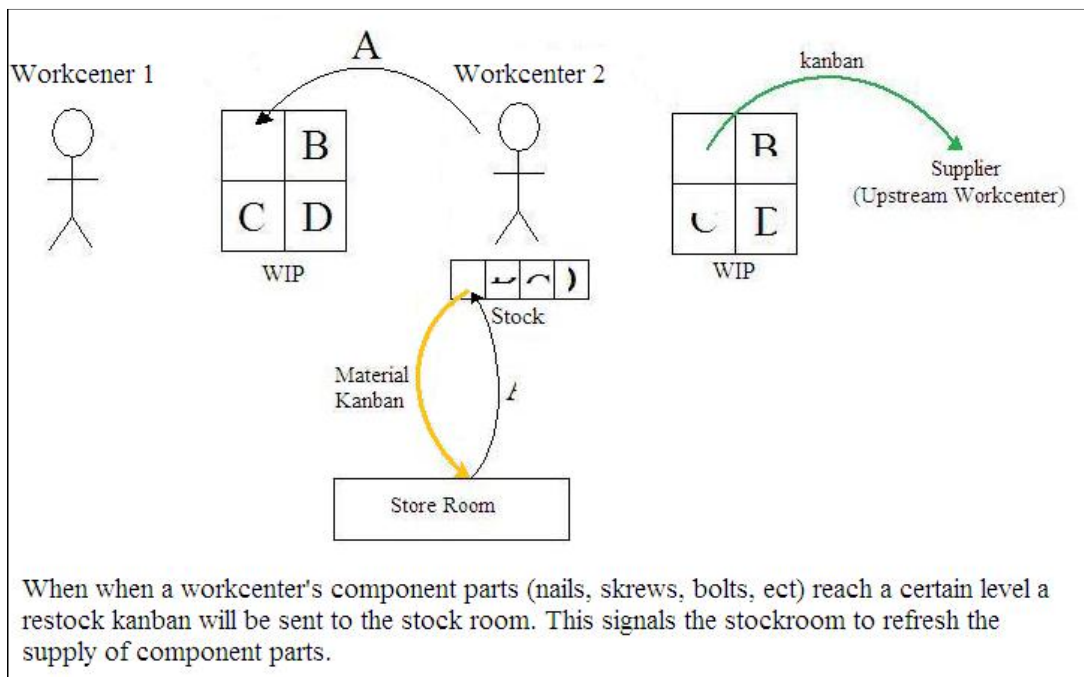 A
Workcener 1
Workcenter 2
kanban
B
C D
WIP
Supplier
(Upstream Workcenter)
WIP
Stock
Material
Kanban
Store Room
When when a workcenter's component parts (nails, skrews, bolts, ect) reach a certain level a
restock kanban will be sent to the stock room. This signals the stockroom to refresh the
supply of component parts.